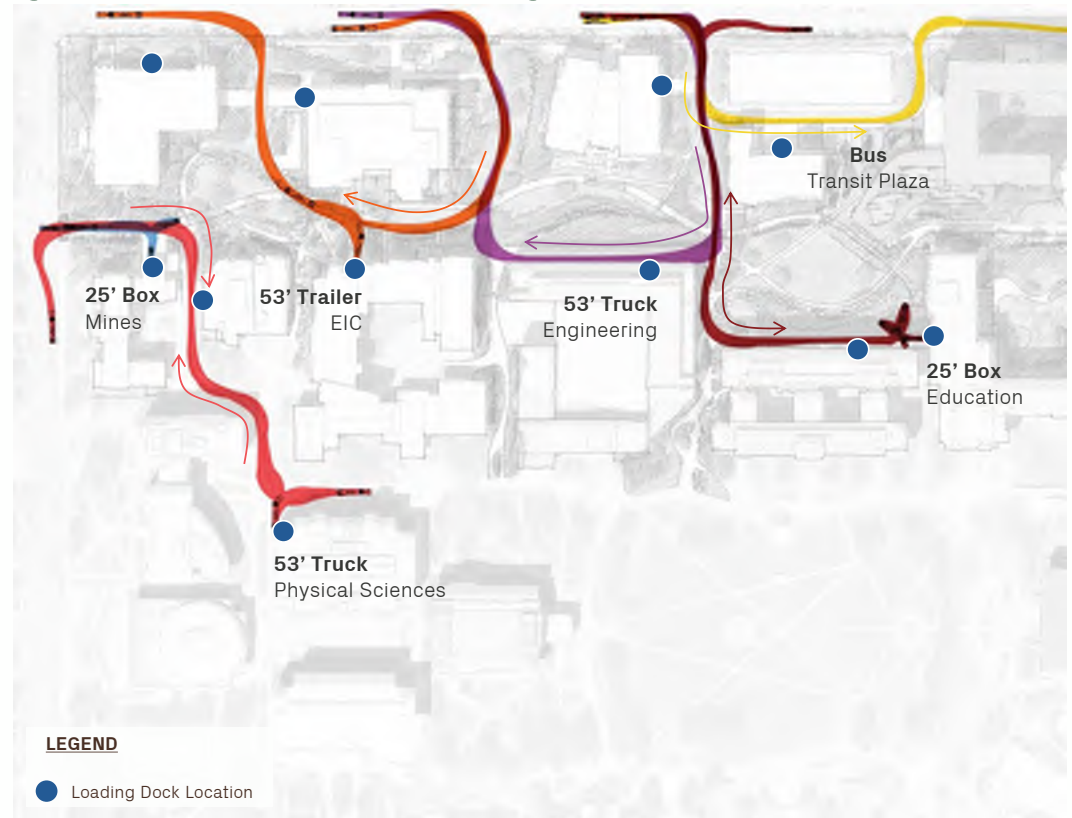 Bus
Transit Plaza
25’ Box
Mines
53’ Trailer
EIC
53’ Truck
Engineering
25’ Box
Education
53’ Truck
Physical Sciences
LEGEND
Loading Dock Location